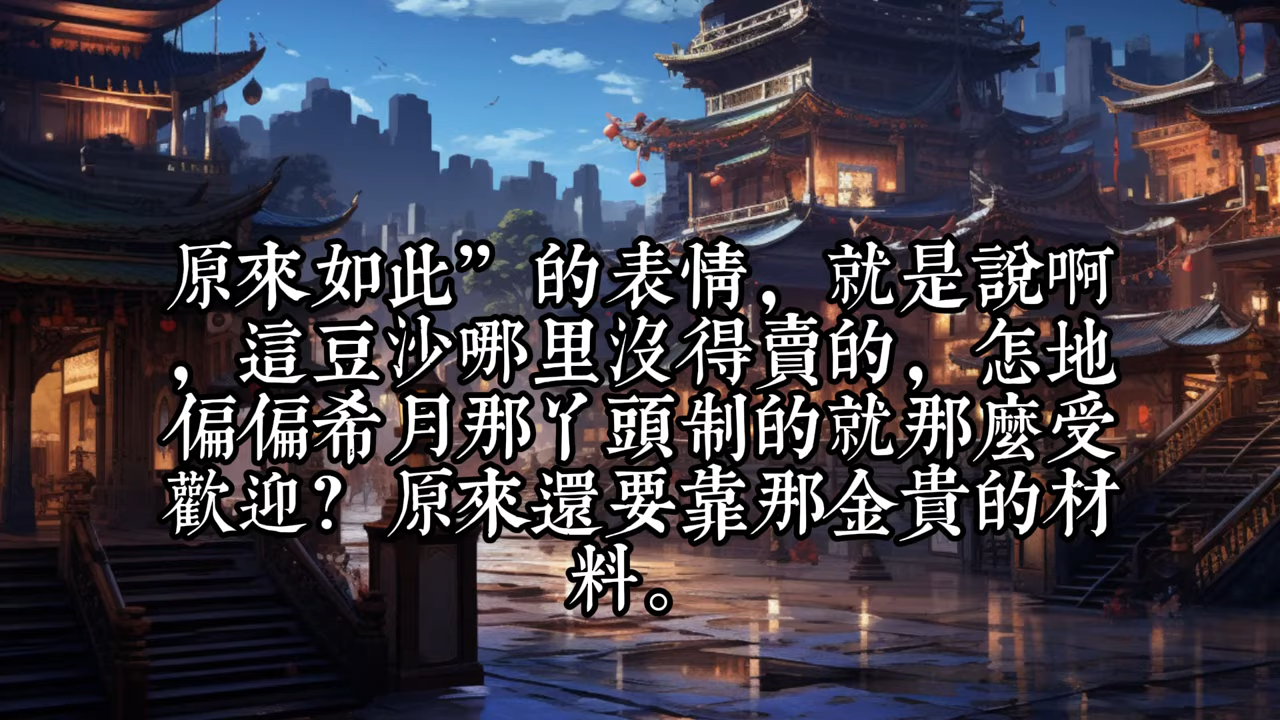 原來如此”的表情，就是說啊
，這豆沙哪里沒得賣的，怎地
偏偏希月那丫頭制的就那麼受
歡迎？原來還要靠那金貴的材
料。